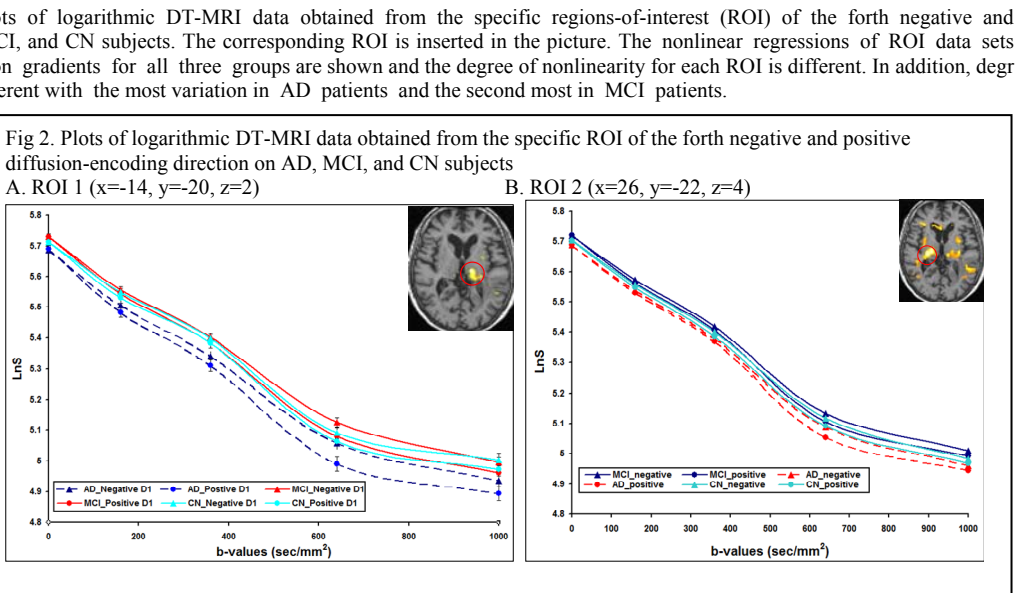 ots of logarithmic DT-MRI data obtained from the specific regions-of-interest (ROI) of the forth negative and
CI, and CN subjects. The corresponding ROI is inserted in the picture. The nonlinear regressions of ROI data sets
on gradients for all three groups are shown and the degree of nonlinearity for each ROI is different. In addition, degr
erent with the most variation in AD patients and the second most in MCI patients.
Fig 2. Plots of logarithmic DT-MRI data obtained from the specific ROI of the forth negative and positive
diffusion-encoding direction on AD, MCI, and CN subjects
A. ROI 1 (x=-14, y=-20, z=2)
B. ROI 2 (x=26, y=-22, z=4)
5.8
5.7
5.6
5.5
5.4
5.3
5.2
5.1
5
4.9
4.8
LnS
AD_Negative D1 AD_Postive D1 MCI_Negative D1
MCI_Positive D1 CN_Negative D1 CN_Positive D1
0 200 400 600 800 1000
b-values (sec/mm²)
5.8
5.7
5.6
5.5
5.4
5.3
5.2
5.1
5
4.9
4.8
LnS
MCI_negative MCI_positive AD_negative
AD_positive CN_negative CN_positive
0 100 200 300 400 500 600 700 800 900 1000
b-values (sec/mm²)